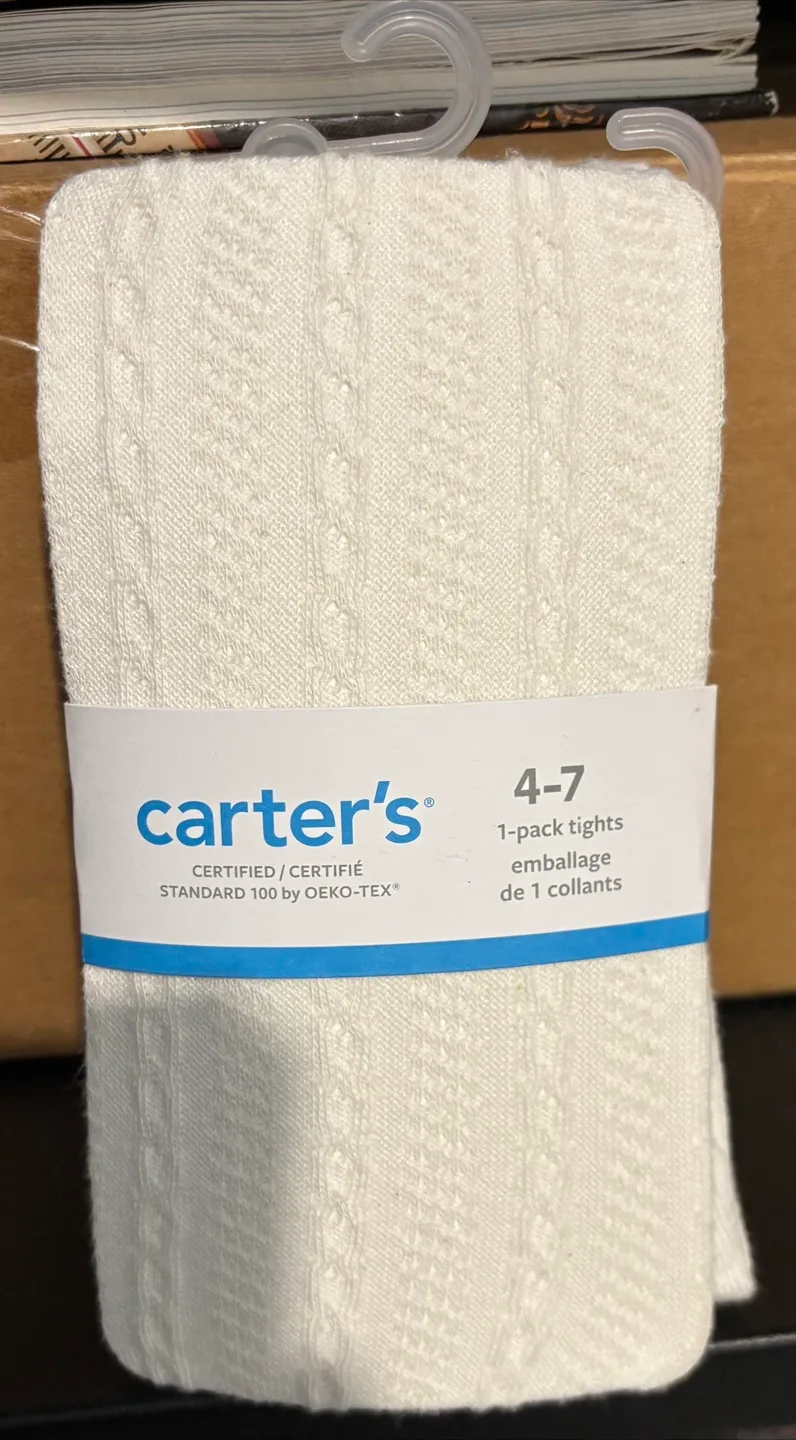 carter's®
CERTIFIED / CERTIFIÉ
STANDARD 100 by OEKO-TEX®
4-7
1-pack tights
emballage
de 1 collants